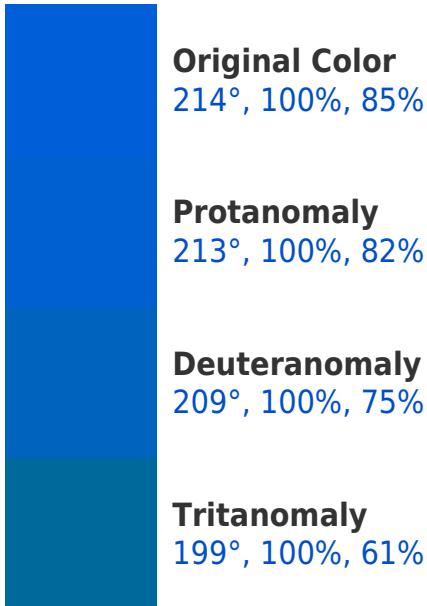 Original Color
214°, 100%, 85%
Protanomaly
213°, 100%, 82%
Deuteranomaly
209°, 100%, 75%
Tritanomaly
199°, 100%, 61%